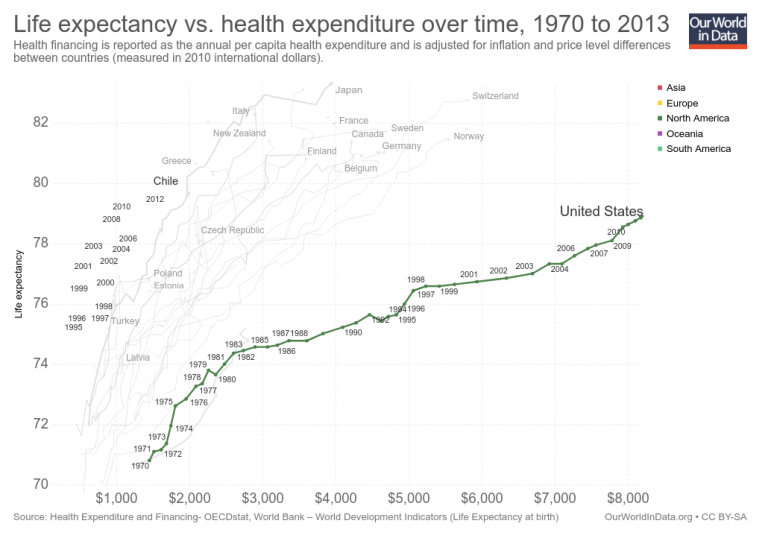 Life expectancy vs. health expenditure over time, 1970 to 2013
Health financing is reported as the annual per capita health expenditure and is adjusted for inflation and price level differences
between countries (measured in 2010 international dollars).
Our World
in Data
Asia
Europe
North America
Oceania
South America
Life expectancy
82
80
78
76
74
72
70
Japan
Switzerland
Italy
France
New Zealand
Canada
Sweden
Norway
Finland
Germany
Greece
Belgium
Chile
2012
2010
2008
United States
Czech Republic
2010
2006
2003
2004
2006
2009
2007
2002
2001
2004
2003
2002
2001
Poland
1998
2000
Estonia
1999
1997
1999
1998
1994
1996
1996
1997
Turkey
1992
1995
1995
1990
1987
1988
1983
1985
1986
Latvia
1981
1982
1979
1978
1980
1977
1975
1976
1974
1973
1971
1972
1970
$1,000
$2,000
$3,000
$4,000
$5,000
$6,000
$7,000
$8,000
Source: Health Expenditure and Financing- OECDstat, World Bank – World Development Indicators (Life Expectancy at birth)
OurWorldInData.org • CC BY-SA